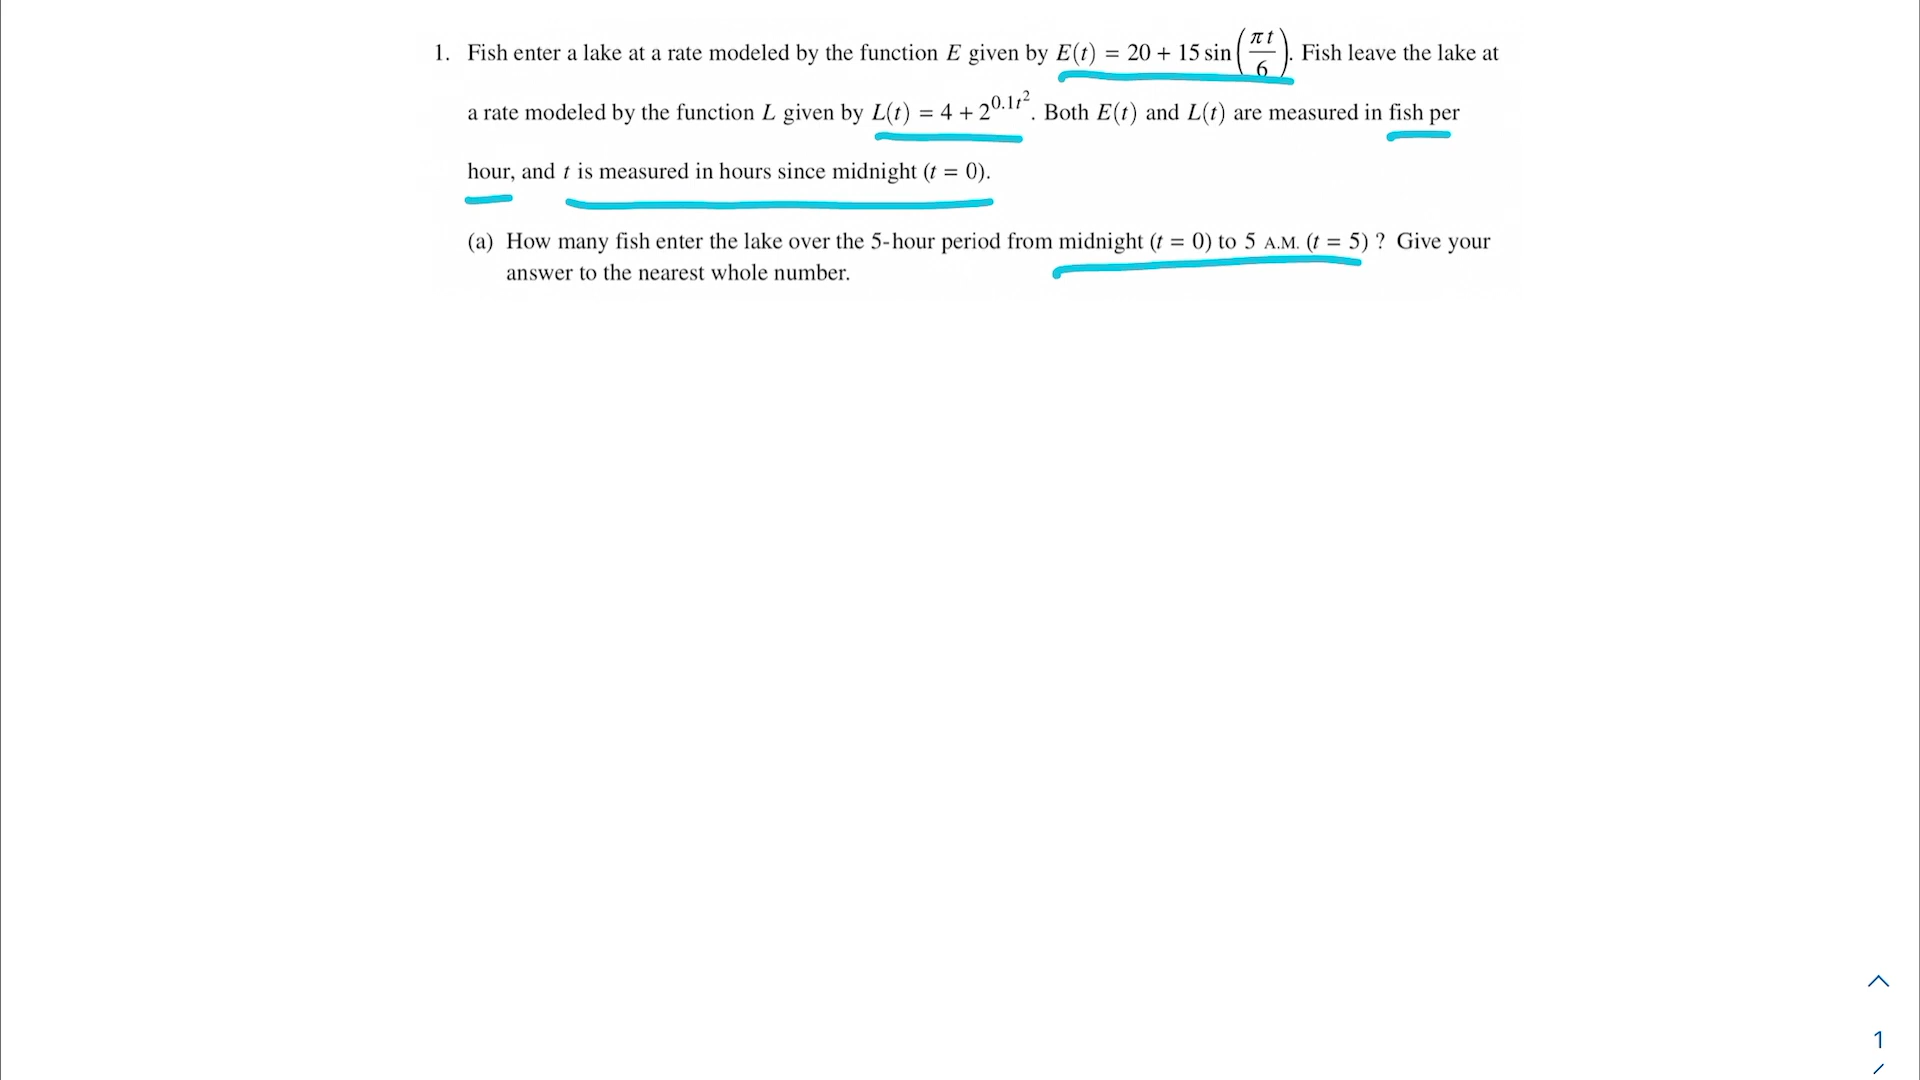 1. Fish enter a lake at a rate modeled by the function E given by E(t) = 20 + 15 sin(πt/6). Fish leave the lake at
a rate modeled by the function L given by L(t) = 4 + 2^{0.1t^2}. Both E(t) and L(t) are measured in fish per
hour, and t is measured in hours since midnight (t = 0).
(a) How many fish enter the lake over the 5-hour period from midnight (t = 0) to 5 A.M. (t = 5) ? Give your
answer to the nearest whole number.
1